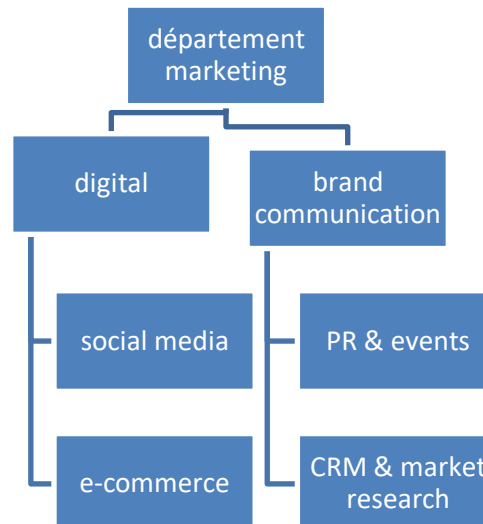 département
marketing
digital
brand
communication
social media
PR & events
e-commerce
CRM & market
research